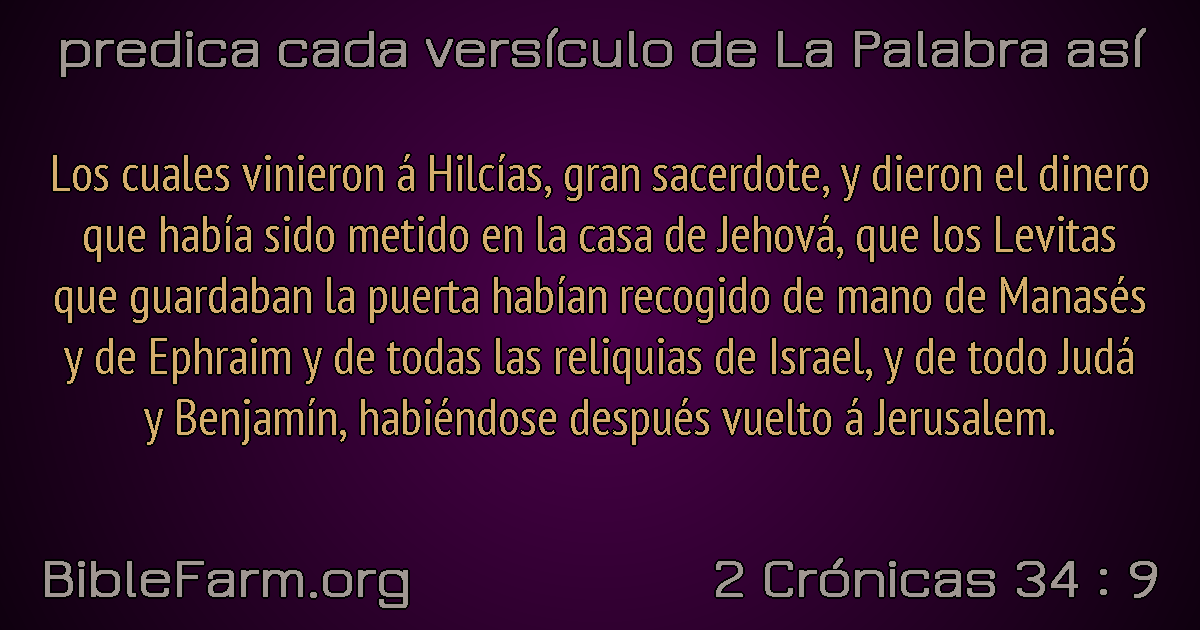 predica cada versículo de La Palabra así
Los cuales vinieron á Hilcías, gran sacerdote, y dieron el dinero
que había sido metido en la casa de Jehová, que los Levitas
que guardaban la puerta habían recogido de mano de Manasés
y de Ephraim y de todas las reliquias de Israel, y de todo Judá
y Benjamín, habiéndose después vuelto á Jerusalem.
BibleFarm.org
2 Crónicas 34 : 9